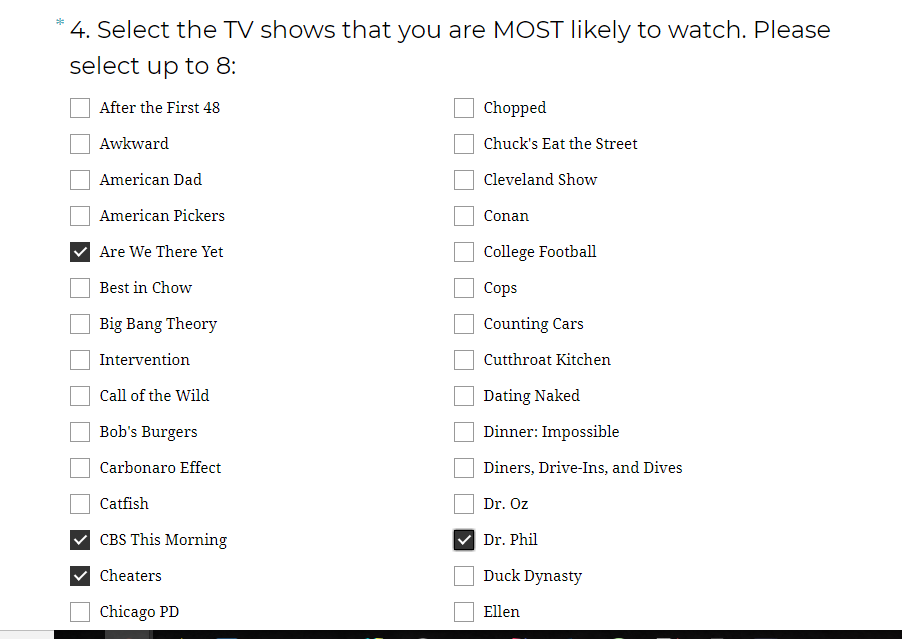 * 4. Select the TV shows that you are MOST likely to watch. Please
select up to 8:
After the First 48
Awkward
American Dad
American Pickers
Are We There Yet
Best in Chow
Big Bang Theory
Intervention
Call of the Wild
Bob's Burgers
Carbonaro Effect
Catfish
CBS This Morning
Cheaters
Chicago PD
Chopped
Chuck's Eat the Street
Cleveland Show
Conan
College Football
Cops
Counting Cars
Cutthroat Kitchen
Dating Naked
Dinner: Impossible
Diners, Drive-Ins, and Dives
Dr. Oz
Dr. Phil
Duck Dynasty
Ellen